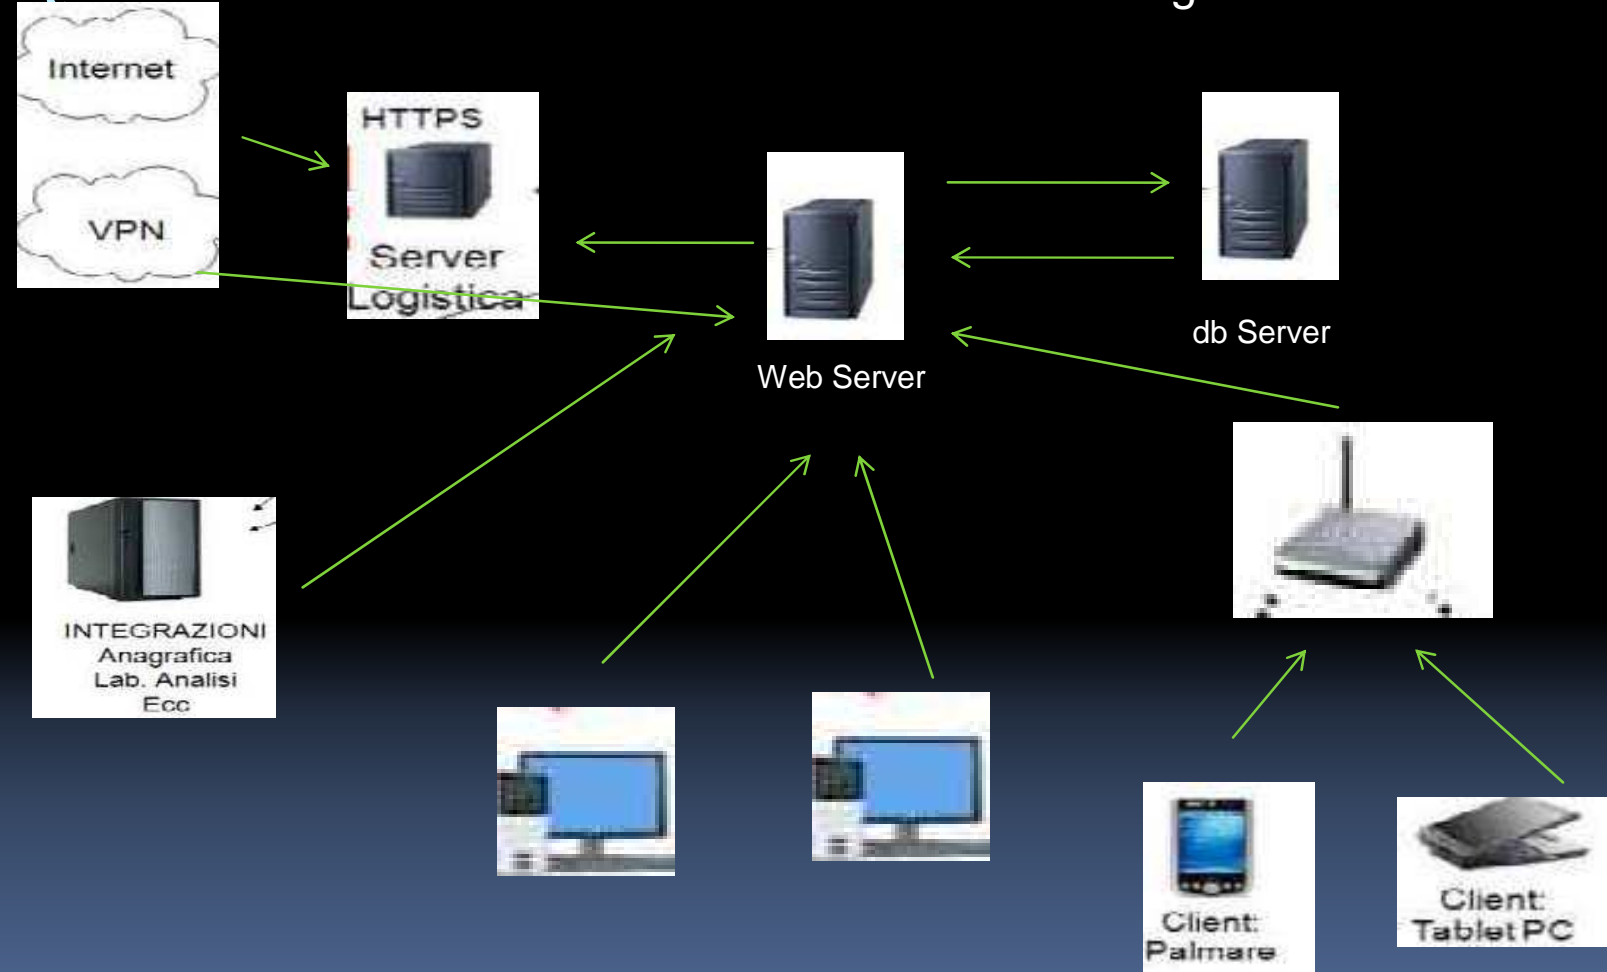 Internet
VPN
HTTPS
Server
Logistica
Web Server
db Server
INTEGRAZIONI
Anagrafica
Lab. Analisi
Ecc
Client:
Palmare
Client:
Tablet PC